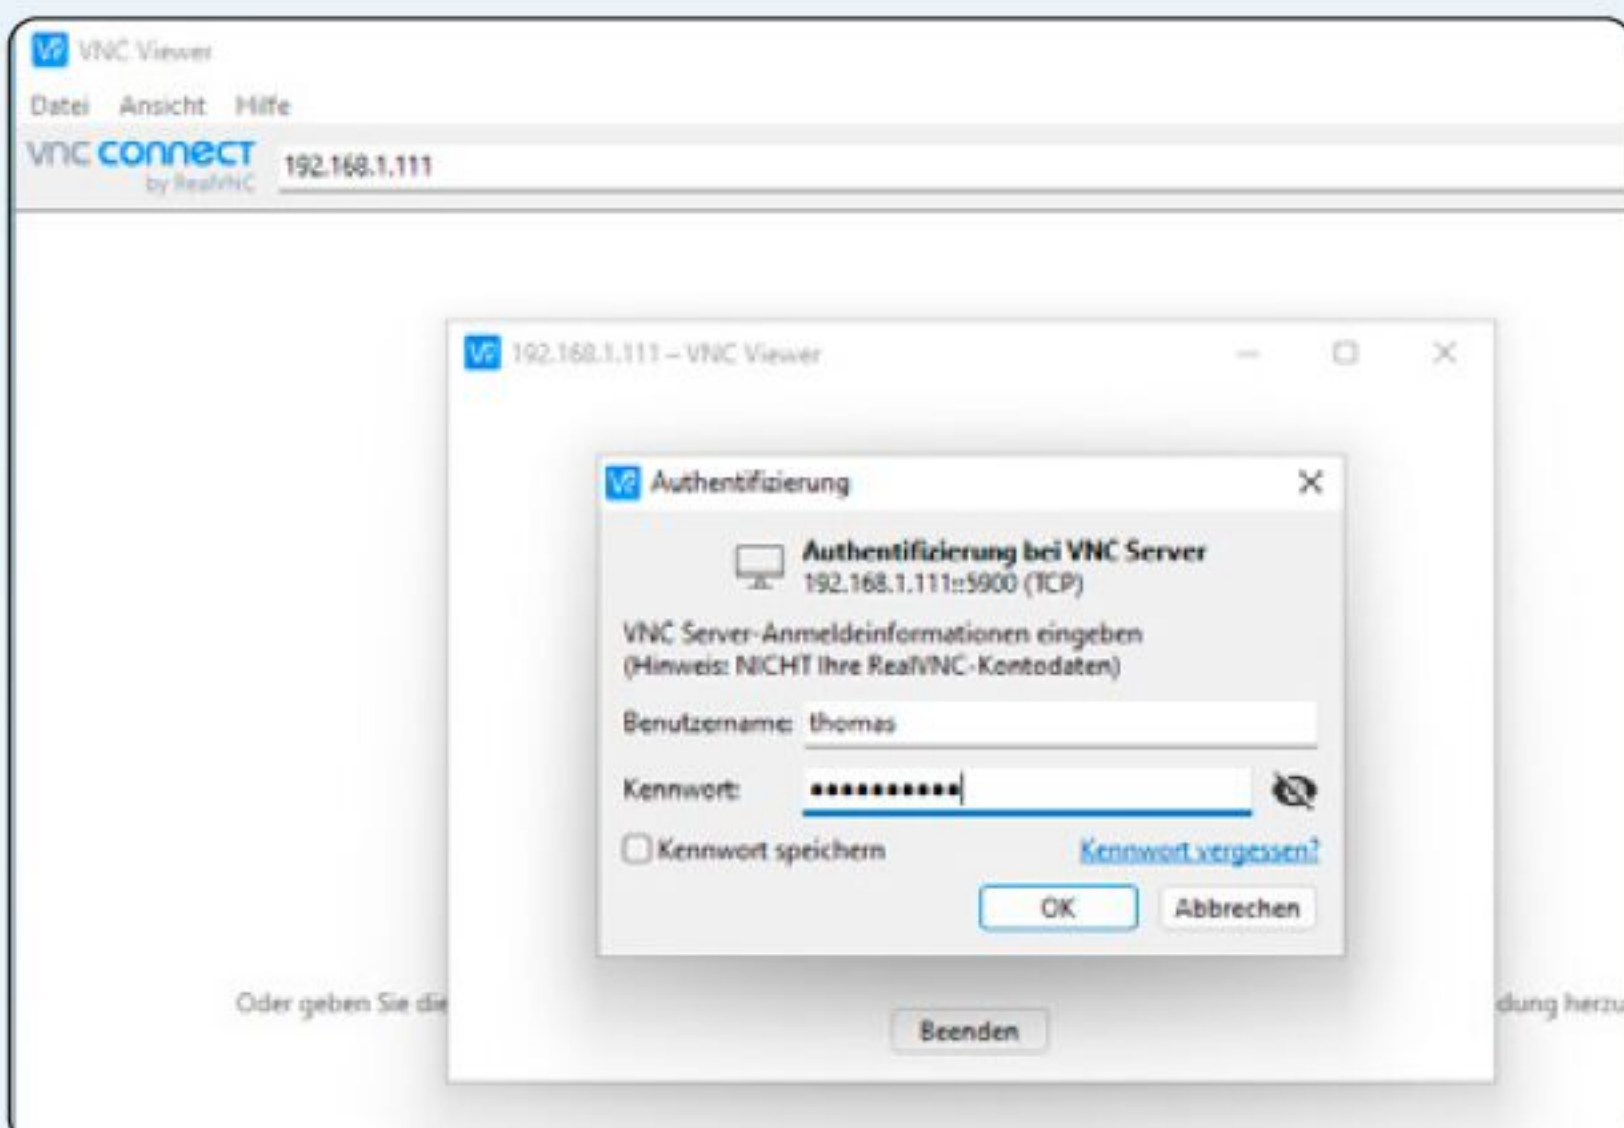 VNC Viewer
Datei Ansicht Hilfe
vnc connect
by RealVNC
192.168.1.111
192.168.1.111 – VNC Viewer
Authentifizierung
Authentifizierung bei VNC Server
192.168.1.111::5900 (TCP)
VNC Server-Anmeldeinformationen eingeben
(Hinweis: NICHT Ihre RealVNC-Kontodaten)
Benutzername: thomas
Kennwort: ••••••••••
Kennwort speichern Kennwort vergessen?
OK Abbrechen
Oder geben Sie die dung herzu
Beenden